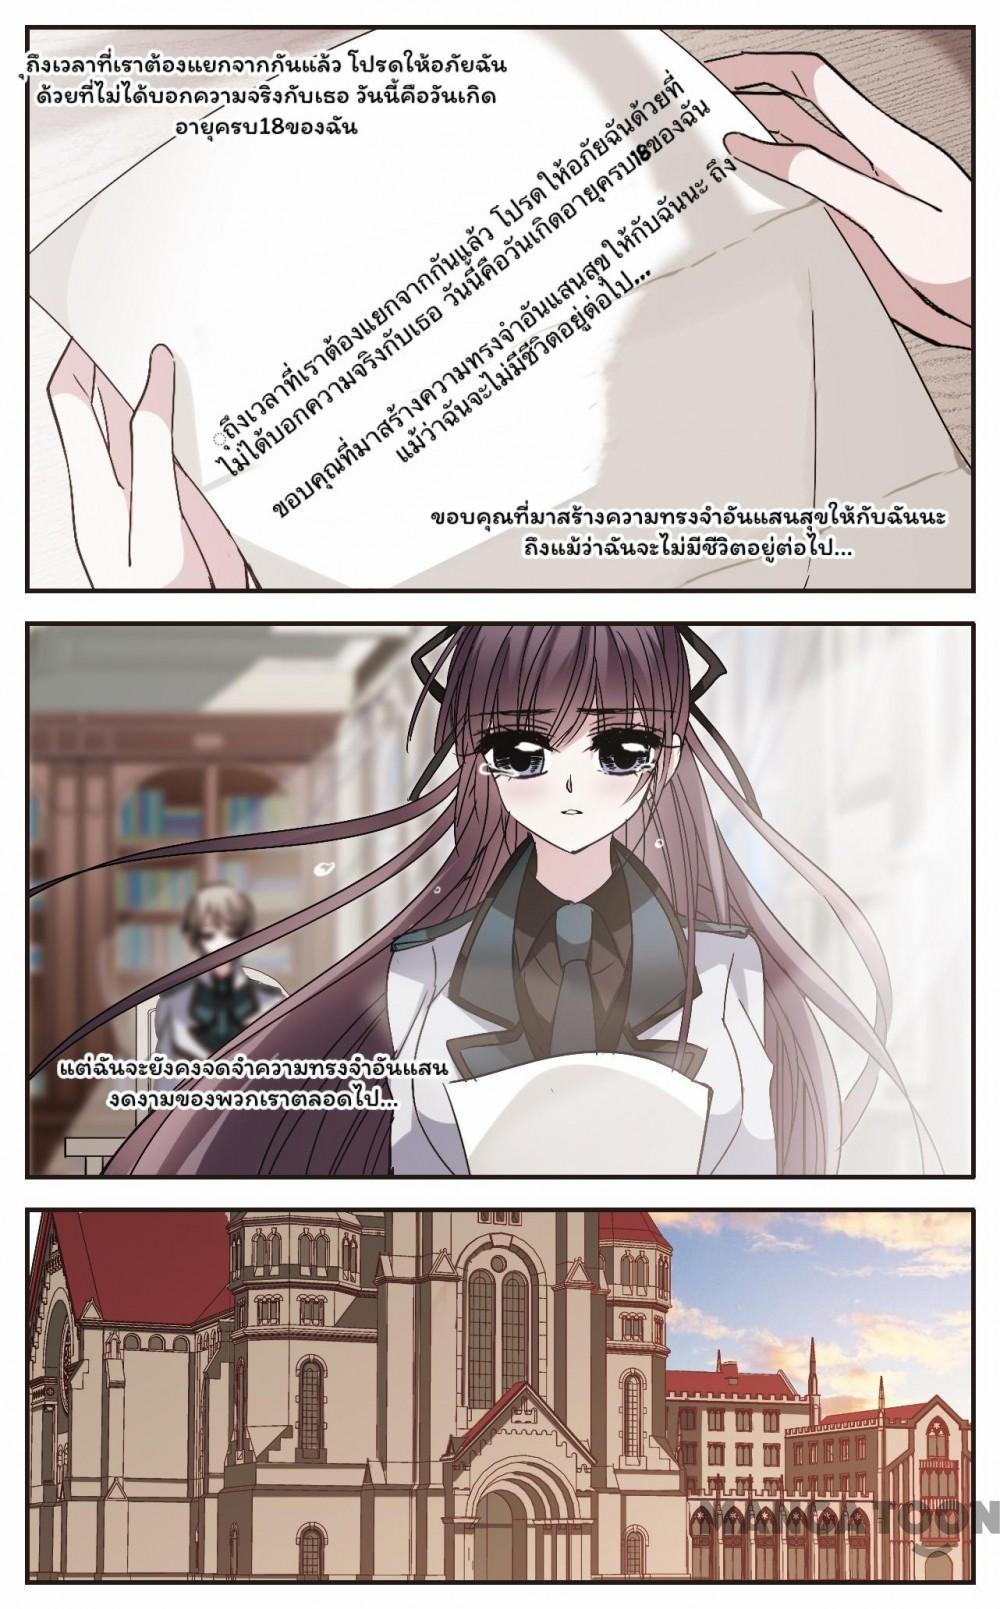 ุถึงเวลาที่เราต้องแยกจากกันแล้ว โปรดให้อภัยฉัน
ด้วยที่ไม่ได้บอกความจริงกับเธอ วันนี้คือวันเกิด
อายุครบ18ของฉัน
ุถึงเวลาที่เราต้องแยกจากกันแล้ว โปรดให้อภัยฉันด้วยที่
ไม่ได้บอกความจริงกับเธอ วันนี้คือวันเกิดอายุครบ18ของฉัน
ขอบคุณที่มาสร้างความทรงจำอันแสนสุขให้กับฉันนะ ถึง
แม้ว่าฉันจะไม่มีชีวิตอยู่ต่อไป...
ขอบคุณที่มาสร้างความทรงจำอันแสนสุขให้กับฉันนะ
ถึงแม้ว่าฉันจะไม่มีชีวิตอยู่ต่อไป...
แต่ฉันจะยังคงจดจำความทรงจำอันแสน
งดงามของพวกเราตลอดไป...
MANGATOON